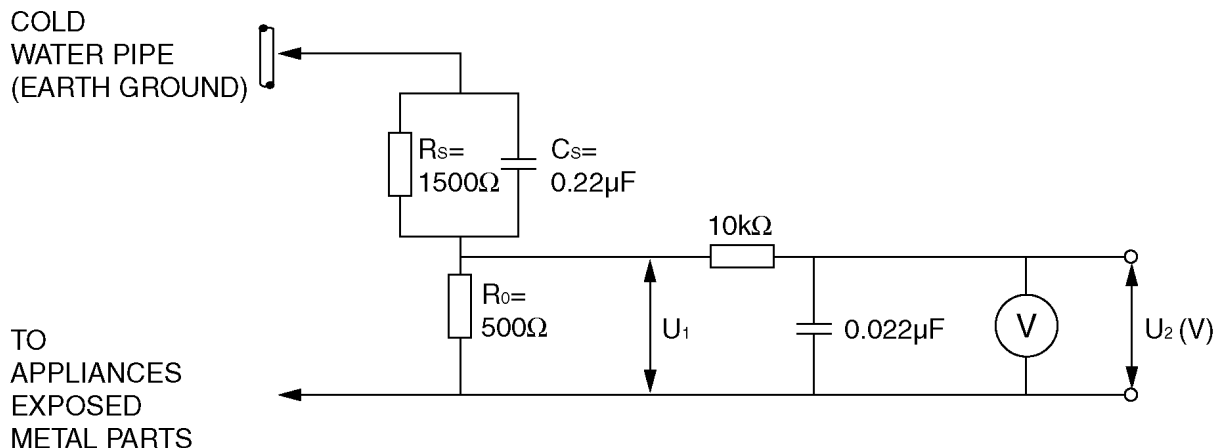 COLD
WATER PIPE
(EARTH GROUND)
RS=
1500Ω
CS=
0.22µF
10kΩ
R0=
500Ω
U1
0.022µF
V
U2 (V)
TO
APPLIANCES
EXPOSED
METAL PARTS